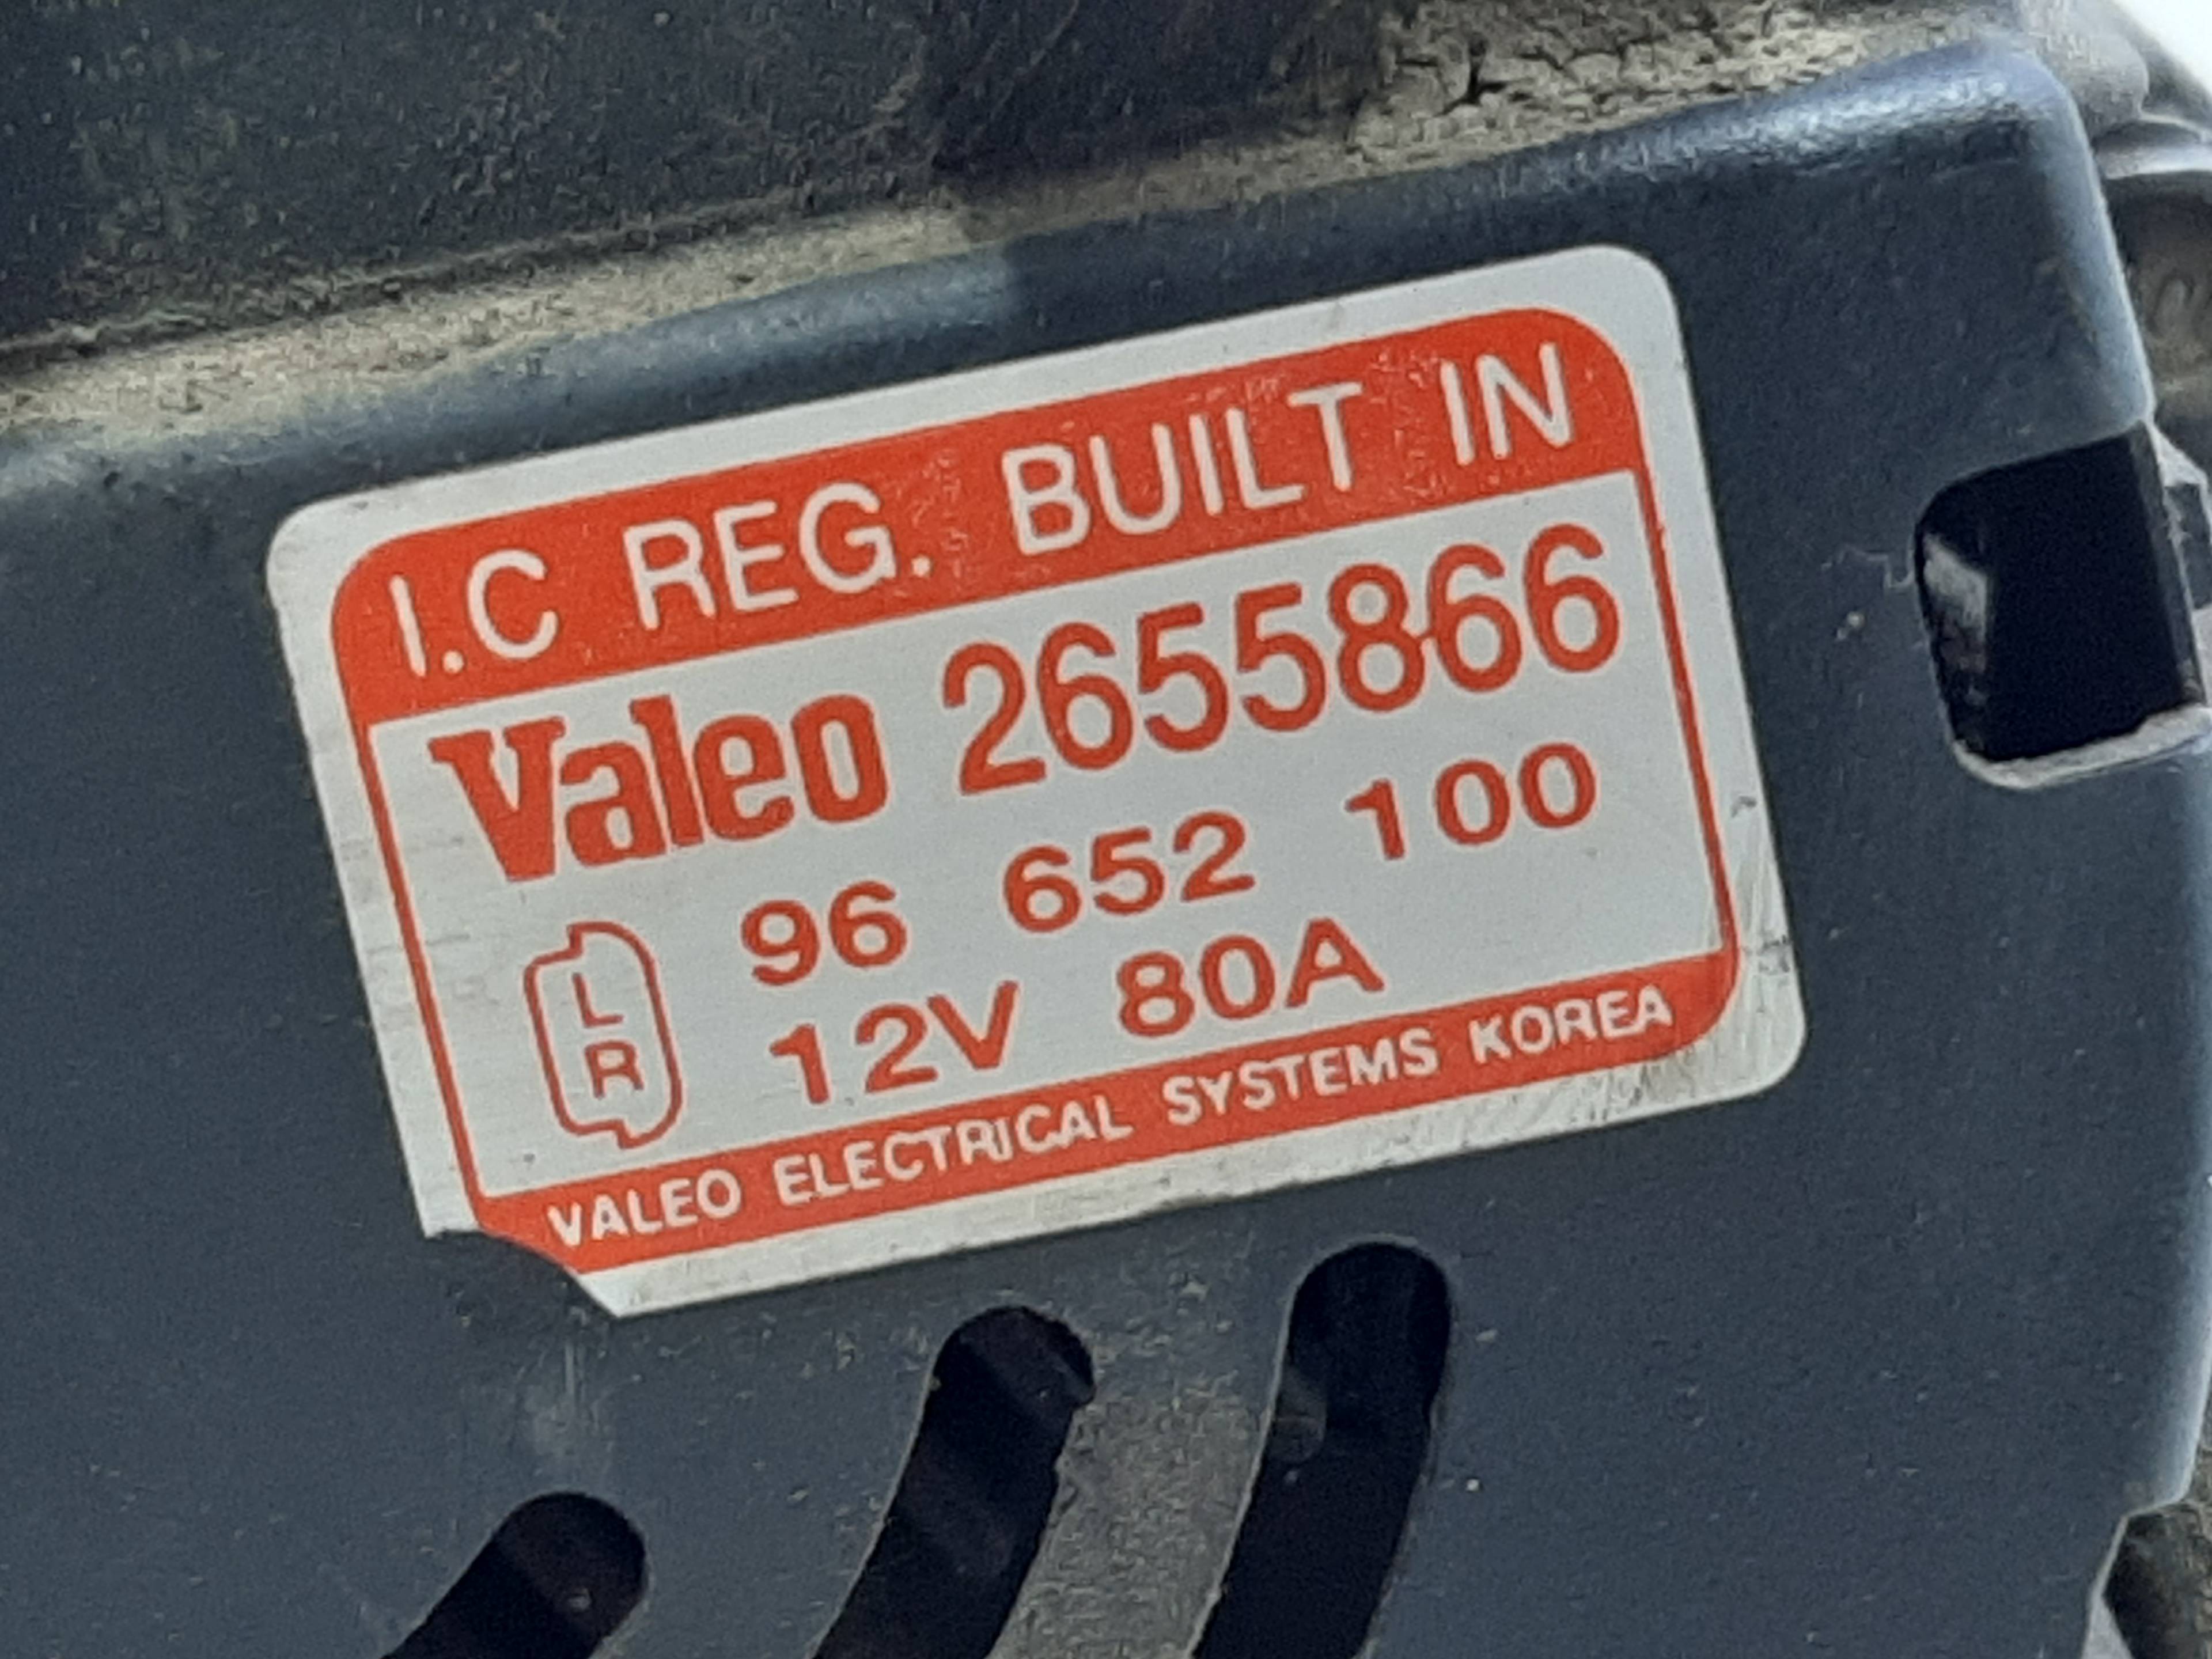 I.C REG. BUILT IN
Valeo 2655866
96 652 100
L
R
12V 80A
VALEO ELECTRICAL SYSTEMS KOREA